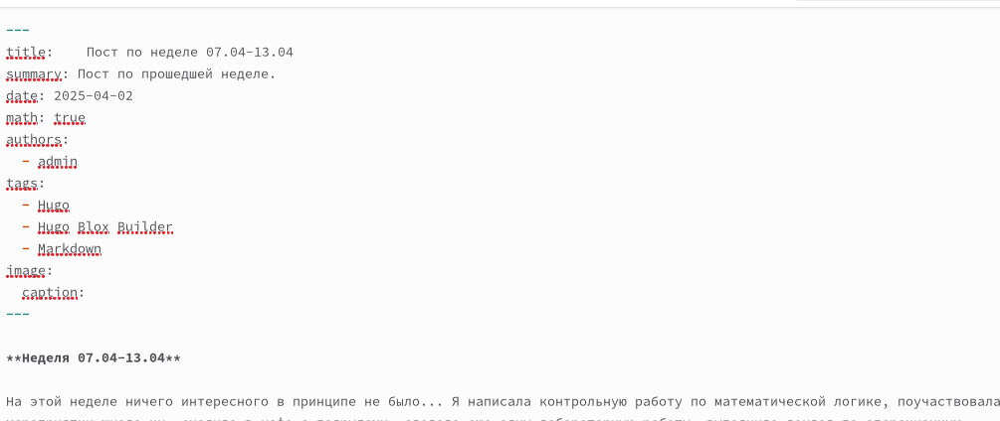 ---
title:    Пост по неделе 07.04-13.04
summary: Пост по прошедшей неделе.
date: 2025-04-02
math: true
authors:
  - admin
tags:
  - Hugo
  - Hugo Blox Builder
  - Markdown
image:
  caption:
---
**Неделя 07.04-13.04**
На этой неделе ничего интересного в принципе не было... Я написала контрольную работу по математической логике, поучаствовала